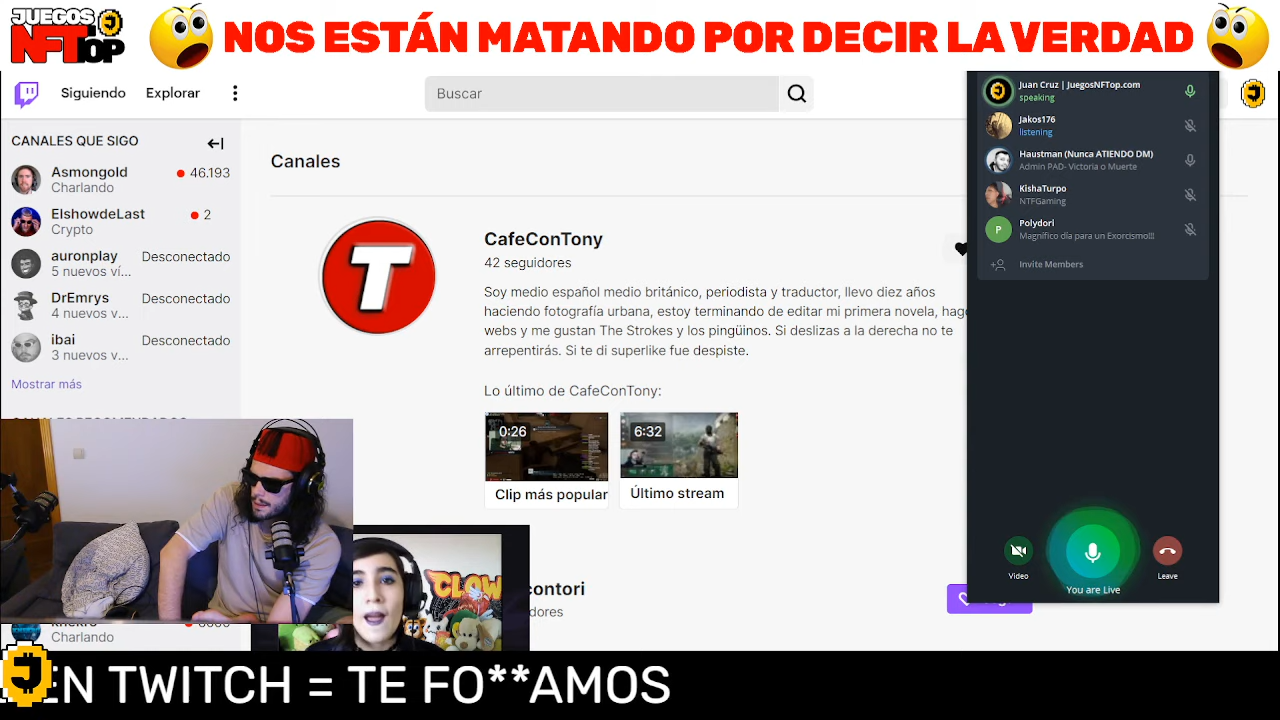 JUEGOS
NFT TOP
NOS ESTÁN MATANDO POR DECIR LA VERDAD
Siguiendo
Explorar
Buscar
CANALES QUE SIGO
Asmongold
46.193
Charlando
ElshowdeLast
2
Crypto
auronplay
Desconectado
5 nuevos ví...
DrEmrys
Desconectado
4 nuevos v...
ibai
Desconectado
3 nuevos v...
Mostrar más
Charlando
Canales
T
CafeConTony
42 seguidores
Soy medio español medio británico, periodista y traductor, llevo diez años
haciendo fotografía urbana, estoy terminando de editar mi primera novela, hago
webs y me gustan The Strokes y los pingüinos. Si deslizas a la derecha no te
arrepentirás. Si te di superlike fue despiste.
Lo último de CafeConTony:
0:26
6:32
Clip más popular
Último stream
contori
dores
CLOW
Juan Cruz | JuegosNFTop.com
speaking
Jakos176
listening
Haustman (Nunca ATIENDO DM)
Admin PAD- Victoria o Muerte
KishaTurpo
NTFGaming
P
Polydori
Magnífico día para un Exorcismo!!!
Invite Members
Video
You are Live
Leave
EN TWITCH = TE FO**AMOS